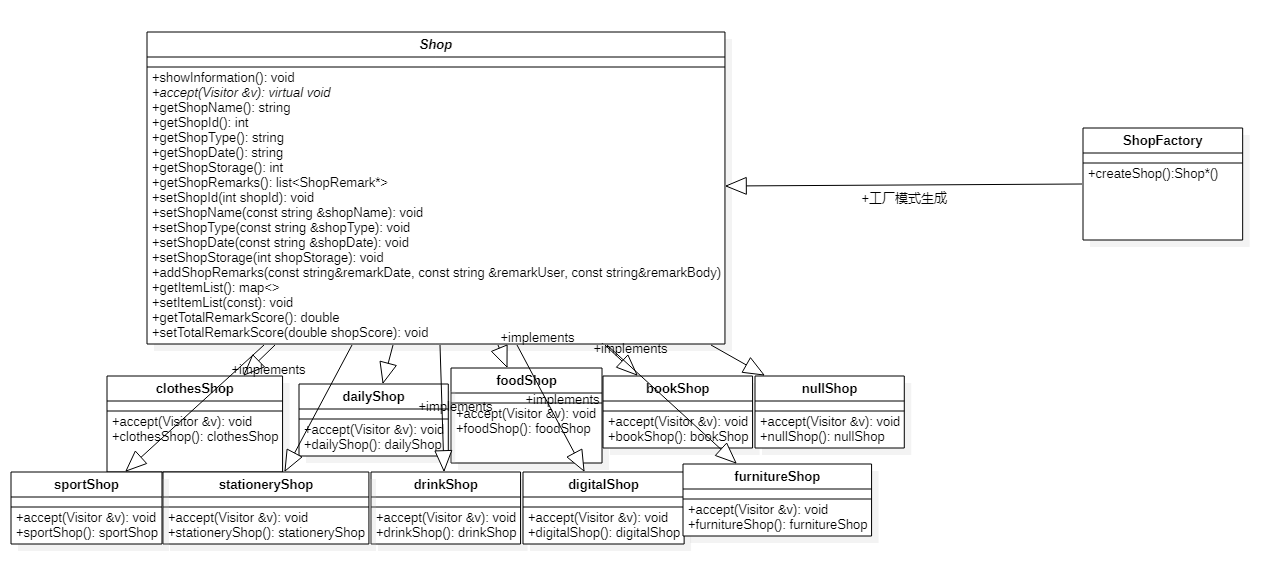 Shop
+showInformation(): void
+accept(Visitor &v): virtual void
+getShopName(): string
+getShopId(): int
+getShopType(): string
+getShopDate(): string
+getShopStorage(): int
+getShopRemarks(): list<ShopRemark*>
+setShopId(int shopId): void
+setShopName(const string &shopName): void
+setShopType(const string &shopType): void
+setShopDate(const string &shopDate): void
+setShopStorage(int shopStorage): void
+addShopRemarks(const string&remarkDate, const string &remarkUser, const string&remarkBody)
+getItemList(): map<>
+setItemList(const): void
+getTotalRemarkScore(): double
+setTotalRemarkScore(double shopScore): void
ShopFactory
+createShop():Shop*()
+工厂模式生成
+implements
+implements
+implements
+implements
+implements
clothesShop
+accept(Visitor &v): void
+clothesShop(): clothesShop
dailyShop
+accept(Visitor &v): void
+dailyShop(): dailyShop
foodShop
+accept(Visitor &v): void
+foodShop(): foodShop
bookShop
+accept(Visitor &v): void
+bookShop(): bookShop
nullShop
+accept(Visitor &v): void
+nullShop(): nullShop
sportShop
+accept(Visitor &v): void
+sportShop(): sportShop
stationeryShop
+accept(Visitor &v): void
+stationeryShop(): stationeryShop
drinkShop
+accept(Visitor &v): void
+drinkShop(): drinkShop
digitalShop
+accept(Visitor &v): void
+digitalShop(): digitalShop
furnitureShop
+accept(Visitor &v): void
+furnitureShop(): furnitureShop